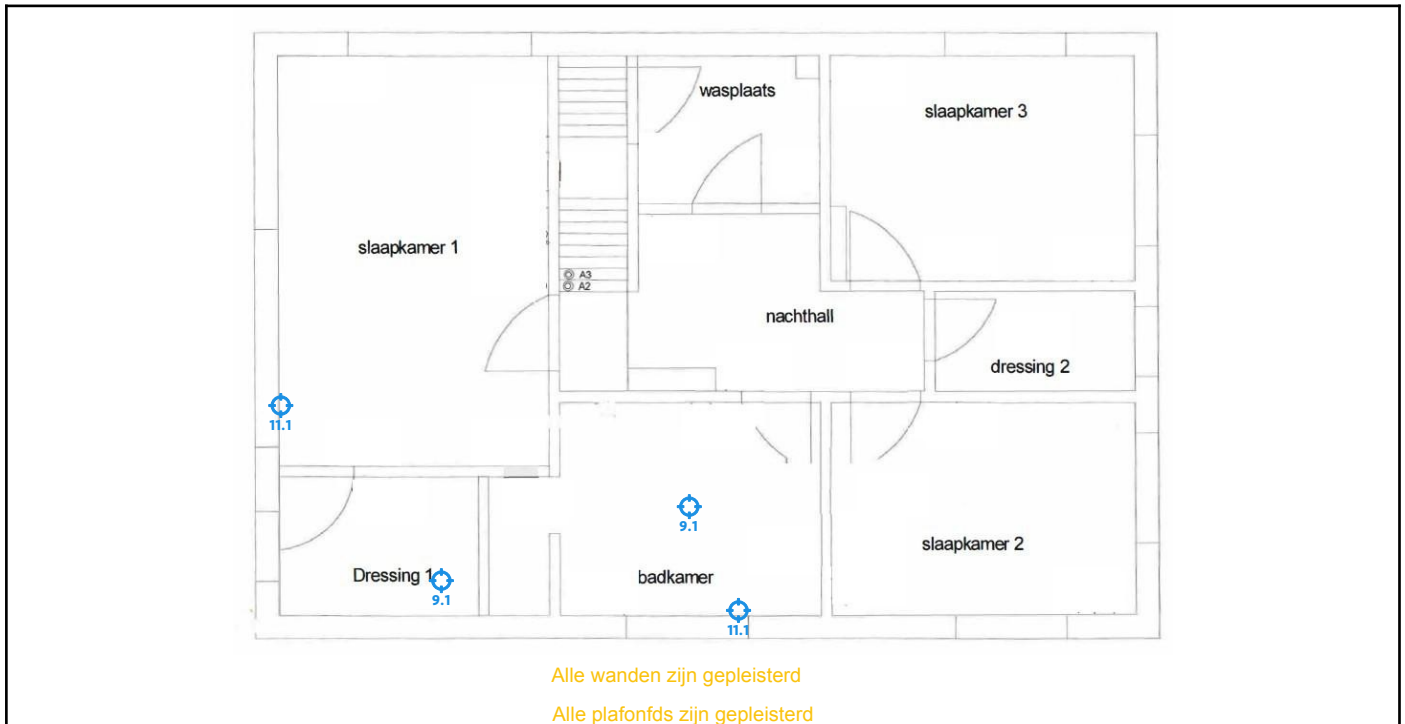 wasplaats
slaapkamer 3
slaapkamer 1
A3
A2
nachthall
dressing 2
11.1
9.1
slaapkamer 2
Dressing 1
badkamer
9.1
11.1
Alle wanden zijn gepleisterd
Alle plafonfds zijn gepleisterd